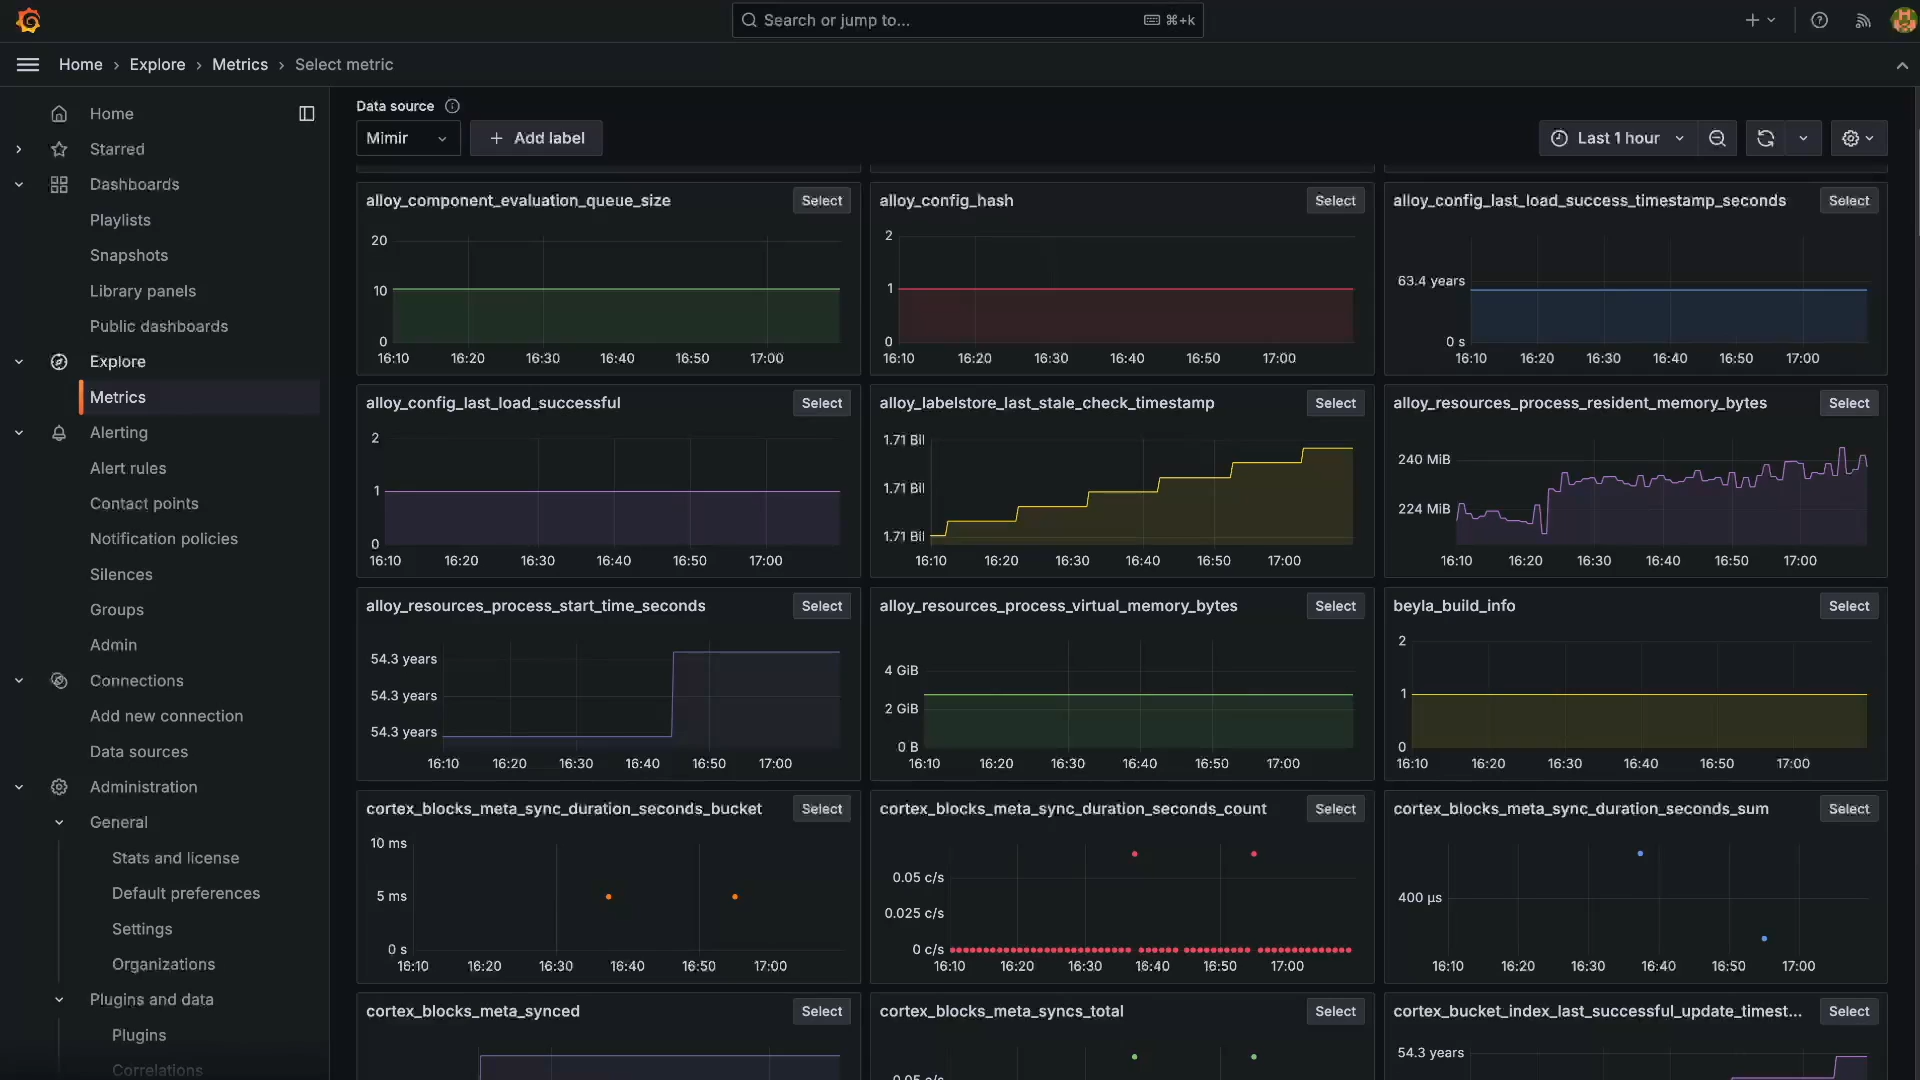 Search or jump to...
⌘+k
Home › Explore › Metrics › Select metric
Home
Starred
Dashboards
Playlists
Snapshots
Library panels
Public dashboards
Explore
Metrics
Alerting
Alert rules
Contact points
Notification policies
Silences
Groups
Admin
Connections
Add new connection
Data sources
Administration
General
Stats and license
Default preferences
Settings
Organizations
Plugins and data
Plugins
Correlations
Data source
Mimir
+ Add label
Last 1 hour
alloy_component_evaluation_queue_size
Select
20
10
0
16:10 16:20 16:30 16:40 16:50 17:00
alloy_config_hash
Select
2
1
0
16:10 16:20 16:30 16:40 16:50 17:00
alloy_config_last_load_success_timestamp_seconds
Select
63.4 years
0 s
16:10 16:20 16:30 16:40 16:50 17:00
alloy_config_last_load_successful
Select
2
1
0
16:10 16:20 16:30 16:40 16:50 17:00
alloy_labelstore_last_stale_check_timestamp
Select
1.71 Bil
1.71 Bil
1.71 Bil
16:10 16:20 16:30 16:40 16:50 17:00
alloy_resources_process_resident_memory_bytes
Select
240 MiB
224 MiB
16:10 16:20 16:30 16:40 16:50 17:00
alloy_resources_process_start_time_seconds
Select
54.3 years
54.3 years
54.3 years
16:10 16:20 16:30 16:40 16:50 17:00
alloy_resources_process_virtual_memory_bytes
Select
4 GiB
2 GiB
0 B
16:10 16:20 16:30 16:40 16:50 17:00
beyla_build_info
Select
2
1
0
16:10 16:20 16:30 16:40 16:50 17:00
cortex_blocks_meta_sync_duration_seconds_bucket
Select
10 ms
5 ms
0 s
16:10 16:20 16:30 16:40 16:50 17:00
cortex_blocks_meta_sync_duration_seconds_count
Select
0.05 c/s
0.025 c/s
0 c/s
16:10 16:20 16:30 16:40 16:50 17:00
cortex_blocks_meta_sync_duration_seconds_sum
Select
400 µs
16:10 16:20 16:30 16:40 16:50 17:00
cortex_blocks_meta_synced
Select
cortex_blocks_meta_syncs_total
Select
0.05 c/s
cortex_bucket_index_last_successful_update_timest...
Select
54.3 years